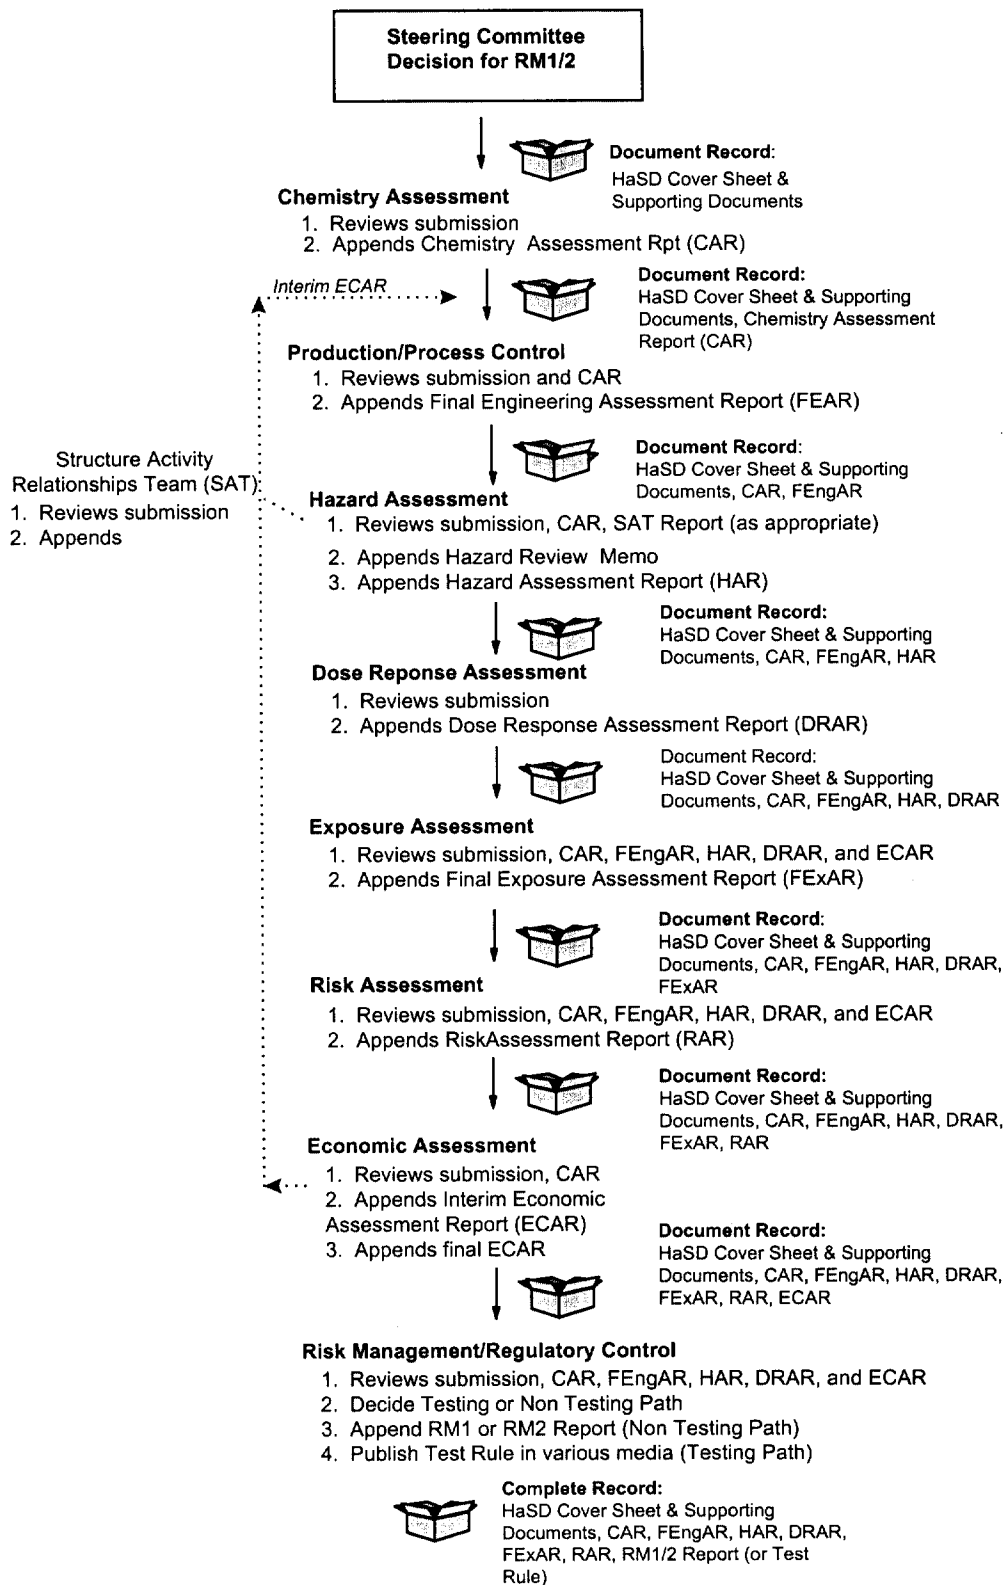 Steering Committee
Decision for RM1/2
Document Record:
HaSD Cover Sheet &
Supporting Documents
Chemistry Assessment
1. Reviews submission
2. Appends Chemistry Assessment Rpt (CAR)
Interim ECAR
Document Record:
HaSD Cover Sheet & Supporting
Documents, Chemistry Assessment
Report (CAR)
Production/Process Control
1. Reviews submission and CAR
2. Appends Final Engineering Assessment Report (FEAR)
Document Record:
HaSD Cover Sheet & Supporting
Documents, CAR, FEngAR
Structure Activity
Relationships Team (SAT)
1. Reviews submission
2. Appends
Hazard Assessment
1. Reviews submission, CAR, SAT Report (as appropriate)
2. Appends Hazard Review Memo
3. Appends Hazard Assessment Report (HAR)
Document Record:
HaSD Cover Sheet & Supporting
Documents, CAR, FEngAR, HAR
Dose Reponse Assessment
1. Reviews submission
2. Appends Dose Response Assessment Report (DRAR)
Document Record:
HaSD Cover Sheet & Supporting
Documents, CAR, FEngAR, HAR, DRAR
Exposure Assessment
1. Reviews submission, CAR, FEngAR, HAR, DRAR, and ECAR
2. Appends Final Exposure Assessment Report (FExAR)
Document Record:
HaSD Cover Sheet & Supporting
Documents, CAR, FEngAR, HAR, DRAR,
FExAR
Risk Assessment
1. Reviews submission, CAR, FEngAR, HAR, DRAR, and ECAR
2. Appends RiskAssessment Report (RAR)
Document Record:
HaSD Cover Sheet & Supporting
Documents, CAR, FEngAR, HAR, DRAR,
FExAR, RAR
Economic Assessment
1. Reviews submission, CAR
2. Appends Interim Economic
Assessment Report (ECAR)
3. Appends final ECAR
Document Record:
HaSD Cover Sheet & Supporting
Documents, CAR, FEngAR, HAR, DRAR,
FExAR, RAR, ECAR
Risk Management/Regulatory Control
1. Reviews submission, CAR, FEngAR, HAR, DRAR, and ECAR
2. Decide Testing or Non Testing Path
3. Append RM1 or RM2 Report (Non Testing Path)
4. Publish Test Rule in various media (Testing Path)
Complete Record:
HaSD Cover Sheet & Supporting
Documents, CAR, FEngAR, HAR, DRAR,
FExAR, RAR, RM1/2 Report (or Test
Rule)